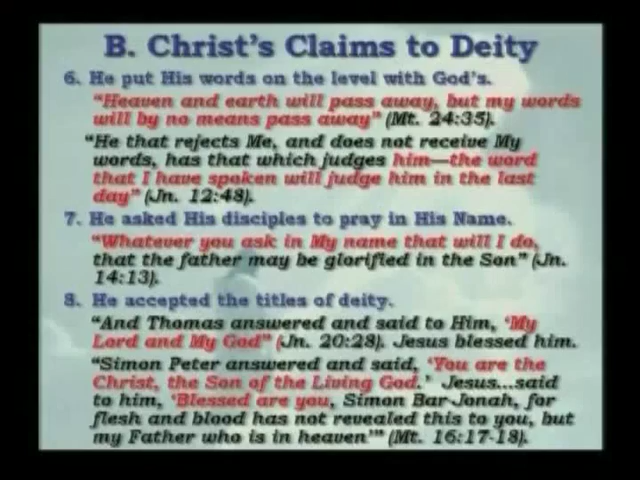 B. Christ's Claims to Deity
6. He put His words on the level with God's.
"Heaven and earth will pass away, but my words
will by no means pass away" (Mt. 24:35).
"He that rejects Me, and does not receive My
words, has that which judges him—the word
that I have spoken will judge him in the last
day" (Jn. 12:48).
7. He asked His disciples to pray in His Name.
"Whatever you ask in My name that will I do,
that the father may be glorified in the Son" (Jn.
14:13).
8. He accepted the titles of deity.
"And Thomas answered and said to Him, 'My
Lord and My God" (Jn. 20:28). Jesus blessed him.
"Simon Peter answered and said, 'You are the
Christ, the Son of the Living God.' Jesus...said
to him, 'Blessed are you, Simon Bar-Jonah, for
flesh and blood has not revealed this to you, but
my Father who is in heaven'" (Mt. 16:17-18).